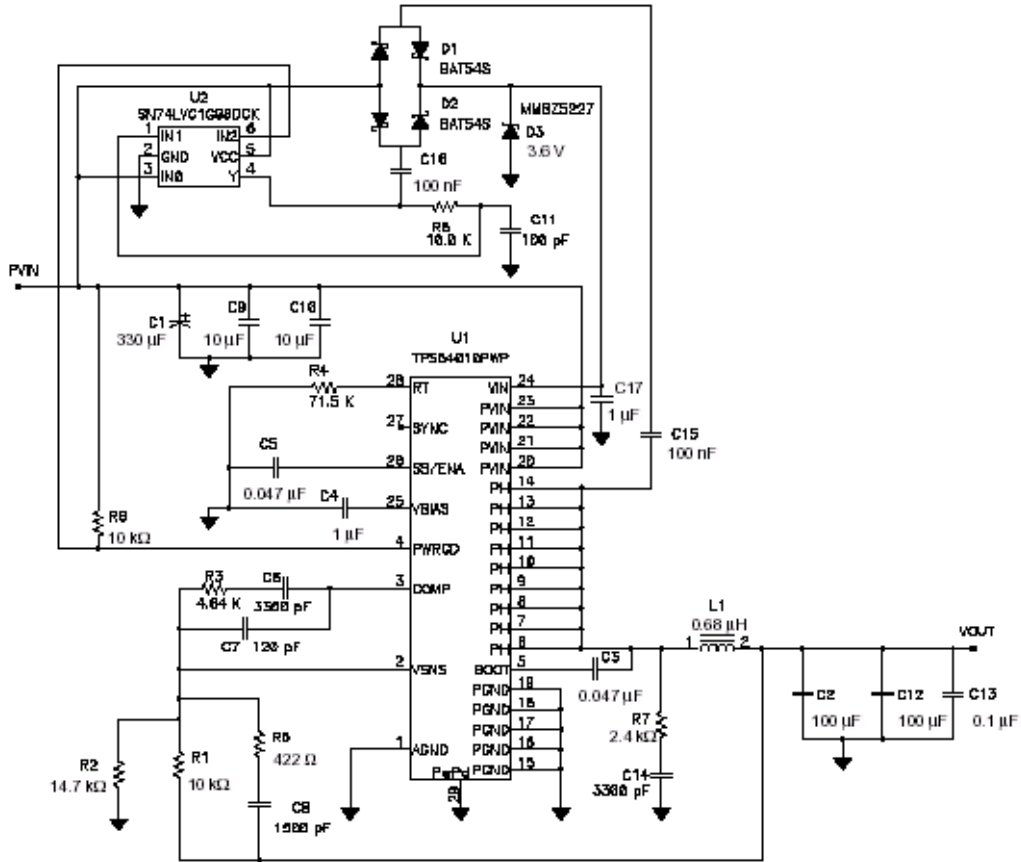 D1
BAT54S
D2
BAT54S
MMBZ5227
D3
3.6 V
U2
SN74LVC1G98DCK
1 IN1 IN2 6
2 GND VCC 5
3 IN0 Y 4
C16
100 nF
10.0 K
C11
100 pF
PVIN
C1
330 µF
C9
10 µF
C10
10 µF
U1
R4
71.5 K
28 RT
27 SYNC
SS/ENA
25 VBIAS
4 PWRGD
3 COMP
2 VSNS
1 AGND
PwPd
29
VIN 24
PVIN 23
PVIN 22
PVIN 21
PVIN 20
PH 14
PH 13
PH 12
PH 11
PH 10
PH 9
PH 8
PH 7
PH 6
BOOT 5
PGND 19
PGND 18
PGND 17
PGND 16
PGND 15
C17
1 µF
C15
100 nF
C5
0.047 µF
C4
1 µF
10 kΩ
R3
4.64 K
C6
3300 pF
C7 120 pF
C3
0.047 µF
L1
0.68 µH
1 2
VOUT
C2
100 µF
C12
100 µF
C13
0.1 µF
R7
2.4 kΩ
C14
3300 pF
R2
14.7 kΩ
R1
10 kΩ
422 Ω
C8
1500 pF